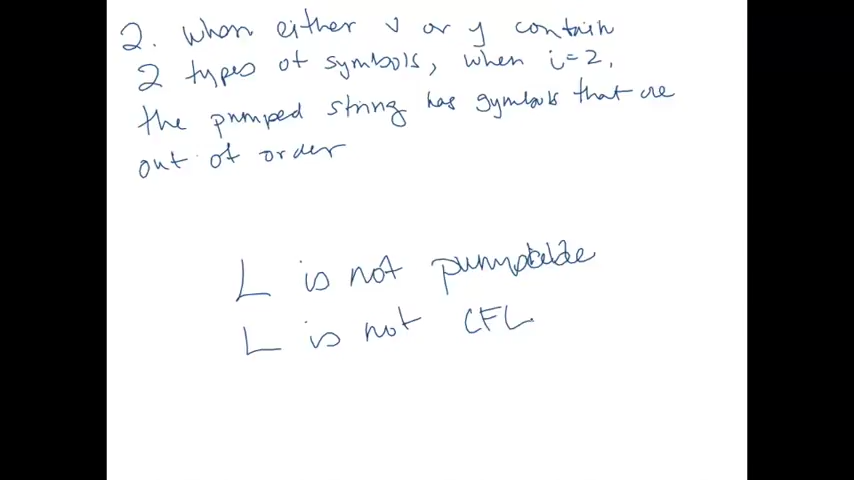 2. When either v or y contain
2 types of symbols, when i=2,
the pumped string has symbols that are
out of order
L is not pumpable
L is not CFL